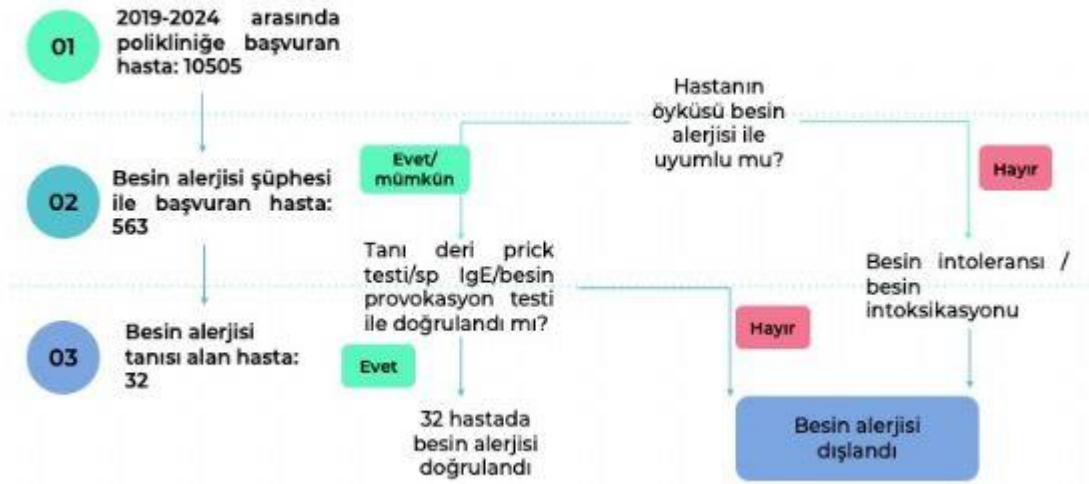 01
2019-2024 arasında
polikliniğe başvuran
hasta: 10505
02
Besin alerjisi şüphesi
ile başvuran hasta:
563
03
Besin alerjisi
tanısı alan hasta:
32
Hastanın
öyküsü besin
alerjisi ile
uyumlu mu?
Evet/
mümkün
Hayır
Tanı deri prick
testi/sp IgE/besin
provokasyon testi
ile doğrulandı mı?
Besin intoleransı /
besin
intoksikasyonu
Evet
Hayır
32 hastada
besin alerjisi
doğrulandı
Besin alerjisi
dışlandı